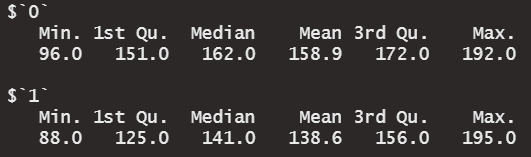 $`0`
Min. 1st Qu. Median Mean 3rd Qu. Max.
96.0 151.0 162.0 158.9 172.0 192.0
$`1`
Min. 1st Qu. Median Mean 3rd Qu. Max.
88.0 125.0 141.0 138.6 156.0 195.0